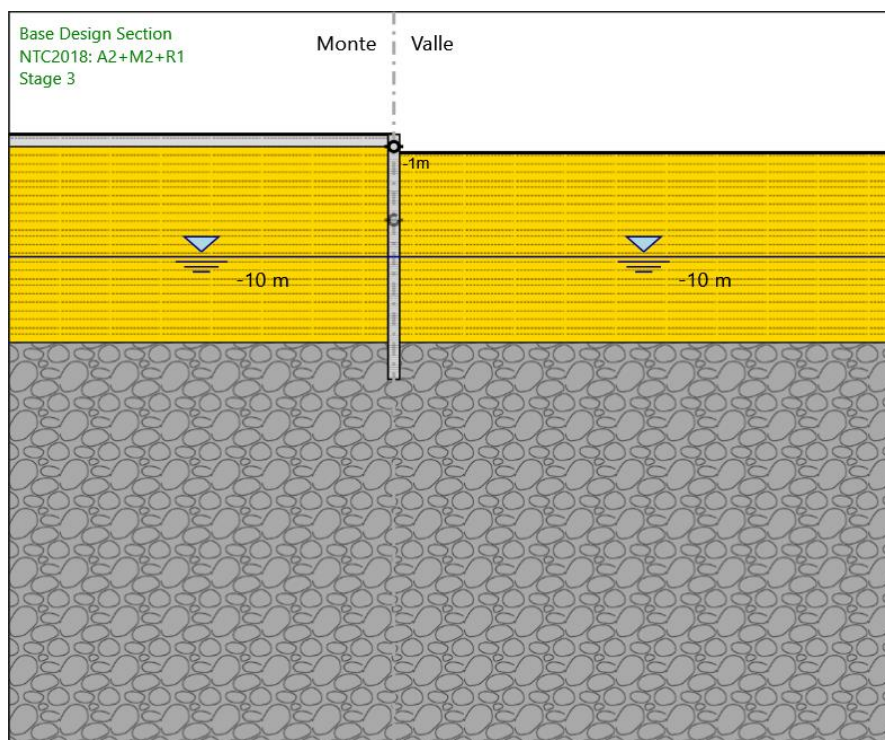 Base Design Section
NTC2018: A2+M2+R1
Stage 3
Monte Valle
-1m
-10 m -10 m